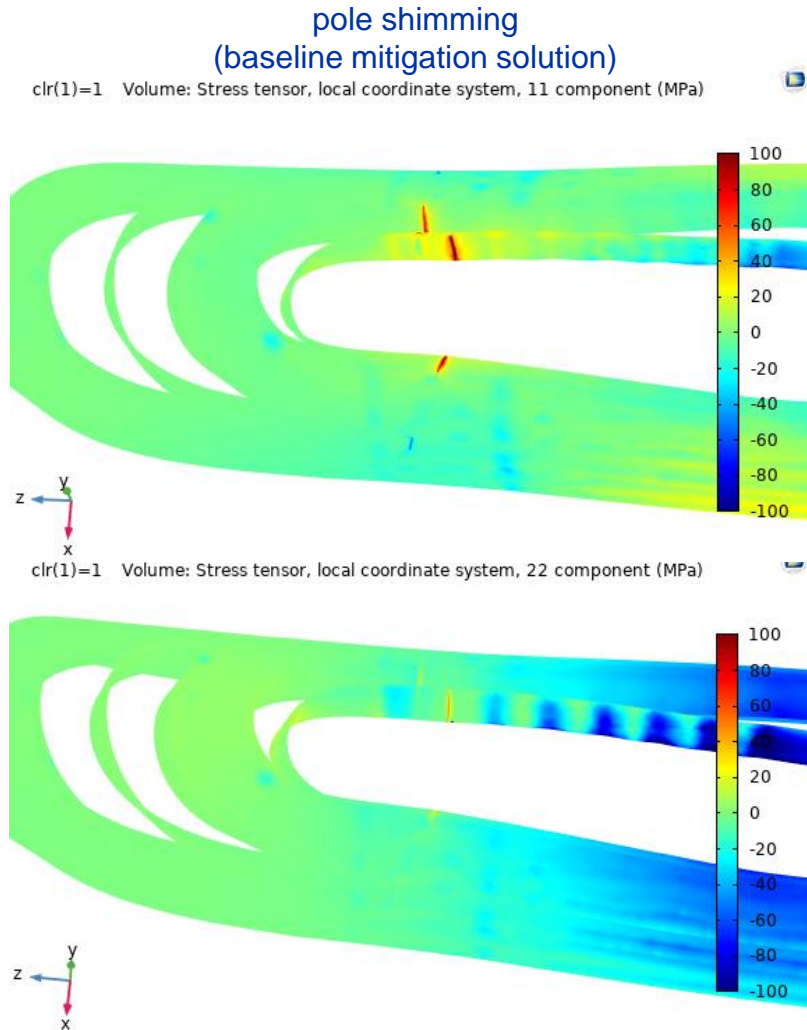 pole shimming
(baseline mitigation solution)
clr(1)=1 Volume: Stress tensor, local coordinate system, 11 component (MPa)
100
80
60
40
20
0
-20
-40
-60
-80
-100
y
z
x
clr(1)=1 Volume: Stress tensor, local coordinate system, 22 component (MPa)
100
80
60
40
20
0
-20
-40
-60
-80
-100
y
z
x